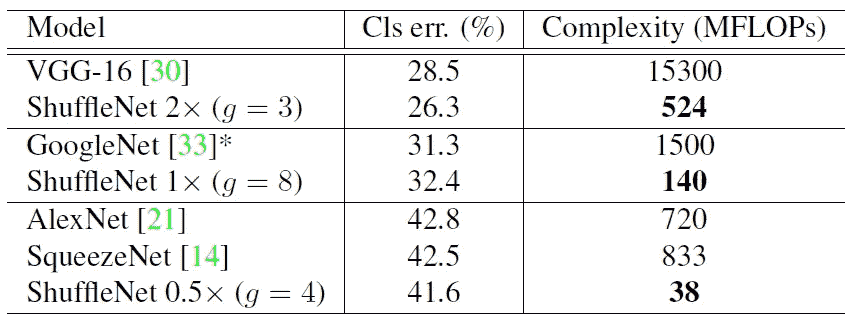 Model Cls err. (%) Complexity (MFLOPs)
VGG-16 [30] 28.5 15300
ShuffleNet 2× (g = 3) 26.3 524
GoogleNet [33]* 31.3 1500
ShuffleNet 1× (g = 8) 32.4 140
AlexNet [21] 42.8 720
SqueezeNet [14] 42.5 833
ShuffleNet 0.5× (g = 4) 41.6 38